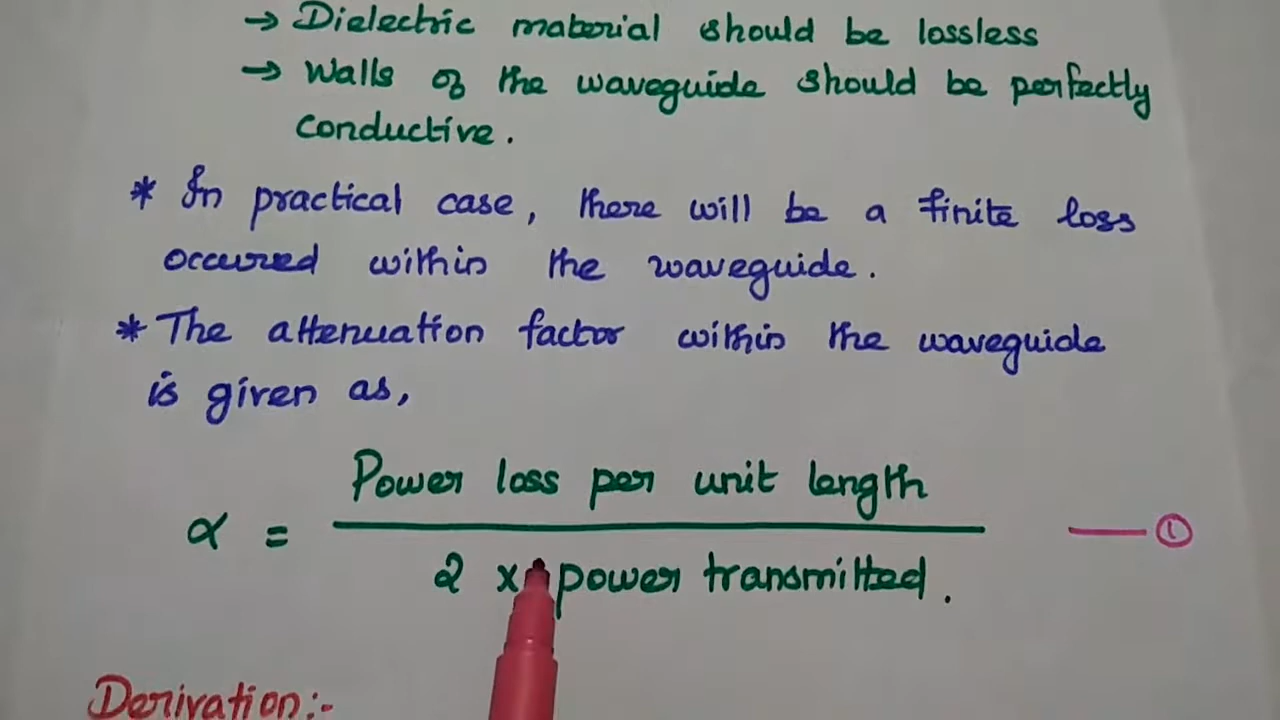 → Dielectric material should be lossless
→ Walls of the waveguide should be perfectly
conductive.
* In practical case, there will be a finite loss
occured within the waveguide.
* The attenuation factor within the waveguide
is given as,
Power loss per unit length
α = ——— ①
2 x power transmitted.
Derivation:-